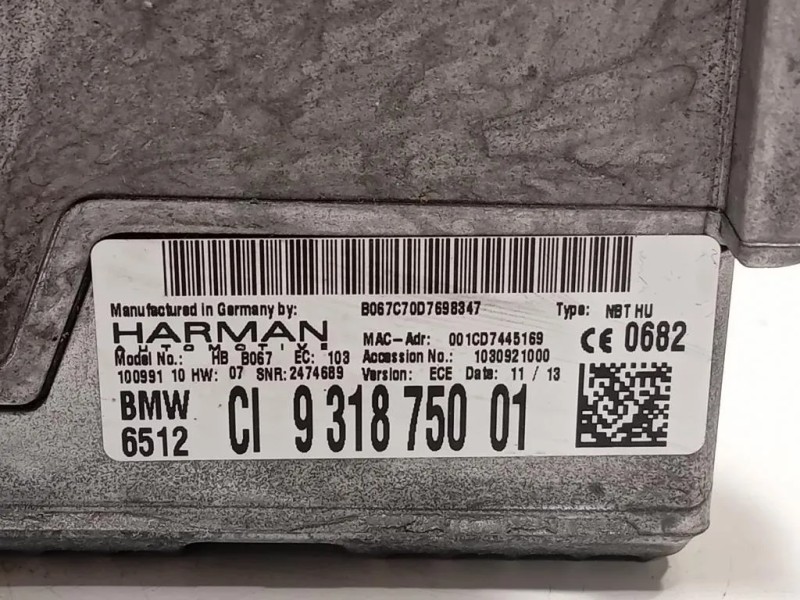 Manufactured in Germany by: B067C70D7698347 Type: NBT HU
HARMAN MAC-Adr: 001CD7445169 CE 0682
AUTOMOTIVE
Model No.: HB B067 EC: 103 Accession No.: 1030921000
100991 10 HW: 07 SNR: 2474689 Version: ECE Date: 11 / 13
BMW CI 9 318 750 01
6512